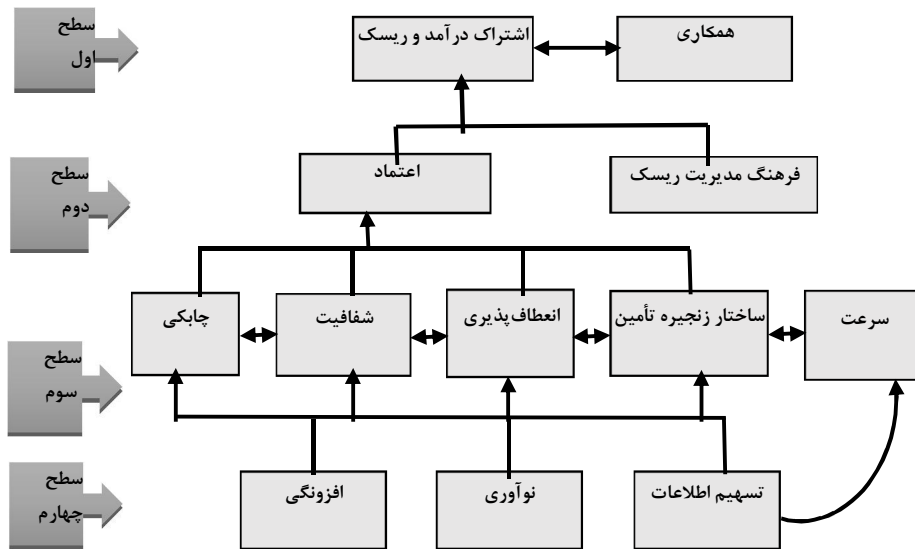 سطح
اول
همکاری
اشتراک درآمد و ریسک
سطح
دوم
فرهنگ مدیریت ریسک
اعتماد
سطح
سوم
سرعت
ساختار زنجیره تأمین
انعطاف‌پذیری
شفافیت
چابکی
سطح
چهارم
تسهیم اطلاعات
نوآوری
افزونگی